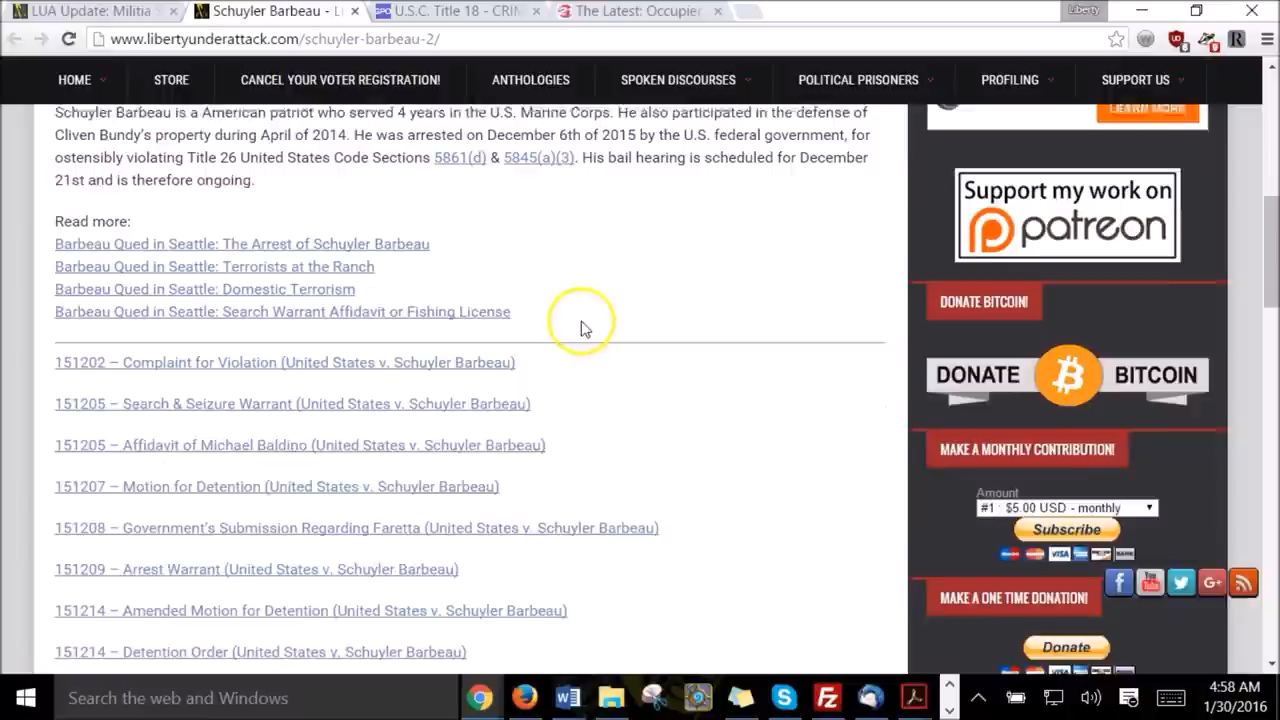 LUA Update: Militia
Schuyler Barbeau - L
U.S.C. Title 18 - CRIM
The Latest: Occupier
Liberty
www.libertyunderattack.com/schuyler-barbeau-2/
HOME
STORE
CANCEL YOUR VOTER REGISTRATION!
ANTHOLOGIES
SPOKEN DISCOURSES
POLITICAL PRISONERS
PROFILING
SUPPORT US
Schuyler Barbeau is a American patriot who served 4 years in the U.S. Marine Corps. He also participated in the defense of
Cliven Bundy's property during April of 2014. He was arrested on December 6th of 2015 by the U.S. federal government, for
ostensibly violating Title 26 United States Code Sections 5861(d) & 5845(a)(3). His bail hearing is scheduled for December
21st and is therefore ongoing.
Read more:
Barbeau Qued in Seattle: The Arrest of Schuyler Barbeau
Barbeau Qued in Seattle: Terrorists at the Ranch
Barbeau Qued in Seattle: Domestic Terrorism
Barbeau Qued in Seattle: Search Warrant Affidavit or Fishing License
151202 – Complaint for Violation (United States v. Schuyler Barbeau)
151205 – Search & Seizure Warrant (United States v. Schuyler Barbeau)
151205 – Affidavit of Michael Baldino (United States v. Schuyler Barbeau)
151207 – Motion for Detention (United States v. Schuyler Barbeau)
151208 – Government's Submission Regarding Faretta (United States v. Schuyler Barbeau)
151209 – Arrest Warrant (United States v. Schuyler Barbeau)
151214 – Amended Motion for Detention (United States v. Schuyler Barbeau)
151214 – Detention Order (United States v. Schuyler Barbeau)
LEARN MORE
Support my work on
patreon
DONATE BITCOIN!
DONATE BITCOIN
MAKE A MONTHLY CONTRIBUTION!
Amount
#1 : $5.00 USD - monthly
Subscribe
VISA
BANK
MAKE A ONE TIME DONATION!
Donate
Search the web and Windows
4:58 AM
1/30/2016